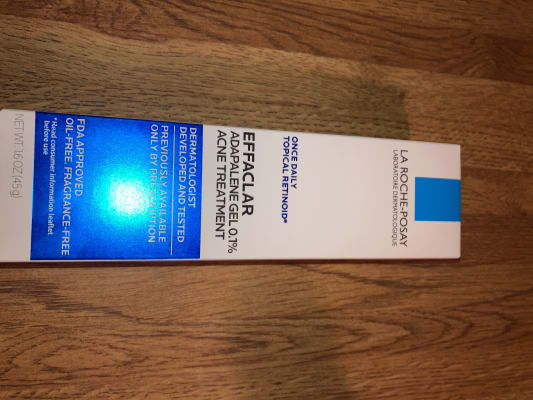 LA ROCHE-POSAY
LABORATOIRE DERMATOLOGIQUE
ONCE DAILY
TOPICAL RETINOID*
EFFACLAR
ADAPALENE GEL 0.1%
ACNE TREATMENT
DERMATOLOGIST
DEVELOPED AND TESTED
PREVIOUSLY AVAILABLE
ONLY BY PRESCRIPTION
FDA APPROVED
OIL-FREE. FRAGRANCE-FREE
*Read consumer information leaflet
before use
NET WT. 1.6 OZ (45g)